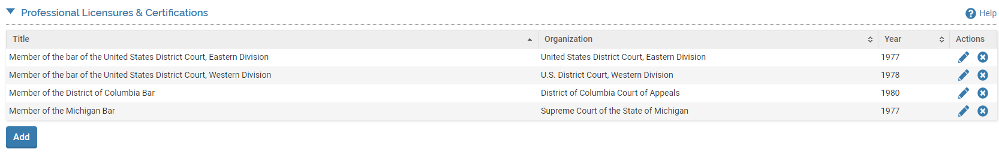 Professional Licensures & Certifications
Help
Title Organization Year Actions
Member of the bar of the United States District Court, Eastern Division United States District Court, Eastern Division 1977
Member of the bar of the United States District Court, Western Division U.S. District Court, Western Division 1978
Member of the District of Columbia Bar District of Columbia Court of Appeals 1980
Member of the Michigan Bar Supreme Court of the State of Michigan 1977
Add